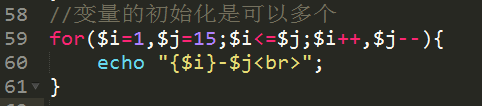 58 //变量的初始化是可以多个
59 for($i=1,$j=15;$i<=$j;$i++,$j--){
60 echo "{$i}-$j<br>";
61 }